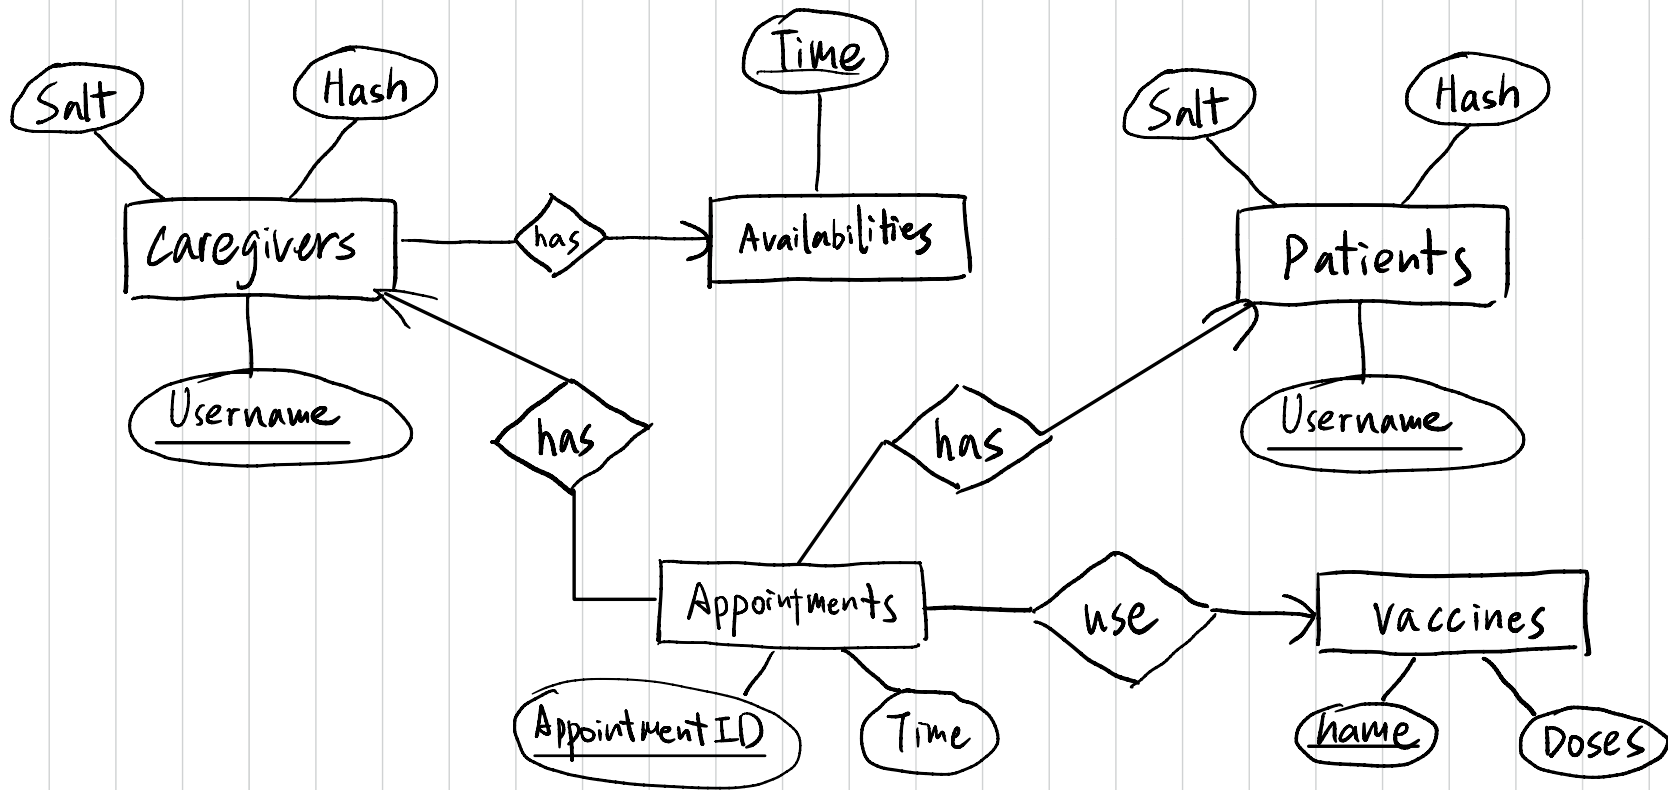 Time
Salt
Hash
Salt
Hash
Caregivers
has
Availabilities
Patients
Username
has
has
Username
Appointments
use
Vaccines
AppointmentID
Time
name
Doses